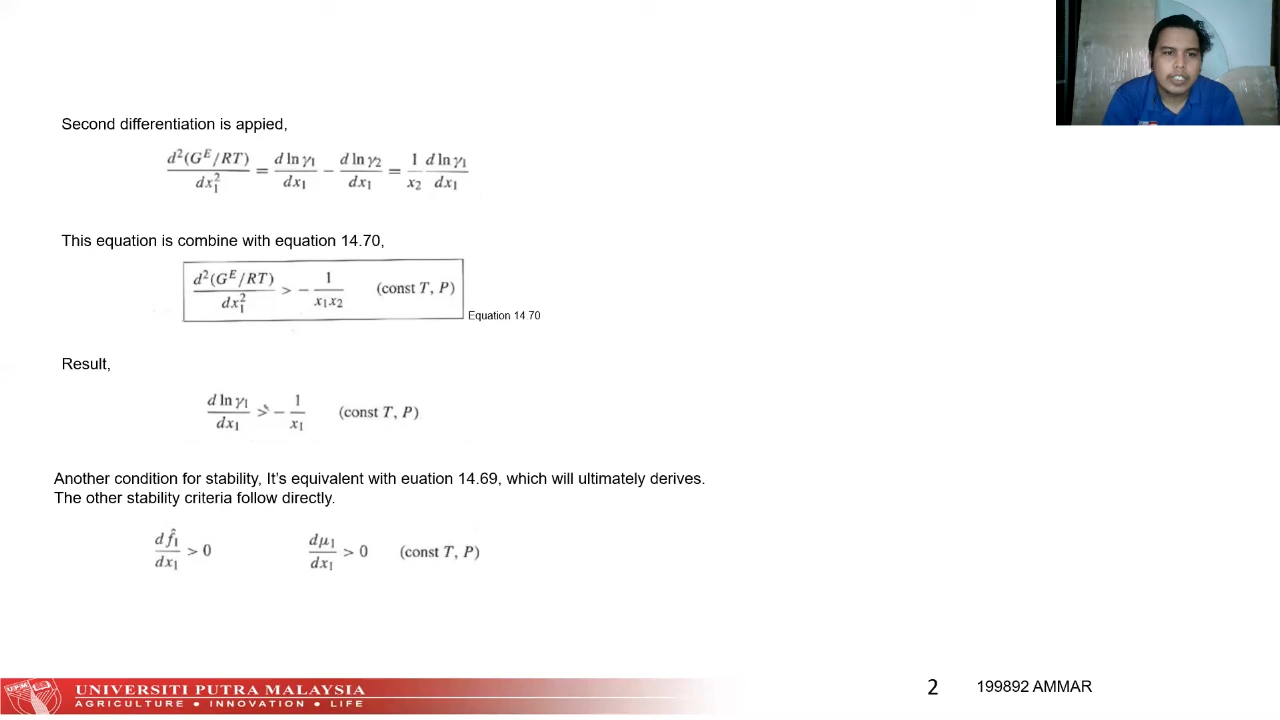 Second differentiation is appied,
d²(Gᴱ/RT)/dx₁² = d ln γ₁/dx₁ − d ln γ₂/dx₁ = 1/x₂ d ln γ₁/dx₁
This equation is combine with equation 14.70,
d²(Gᴱ/RT)/dx₁² > − 1/x₁x₂ (const T, P)
Equation 14.70
Result,
d ln γ₁/dx₁ > − 1/x₁ (const T, P)
Another condition for stability, It's equivalent with euation 14.69, which will ultimately derives.
The other stability criteria follow directly.
d f̂₁/dx₁ > 0 dμ₁/dx₁ > 0 (const T, P)
UPM
UNIVERSITI PUTRA MALAYSIA
AGRICULTURE • INNOVATION • LIFE
2
199892 AMMAR